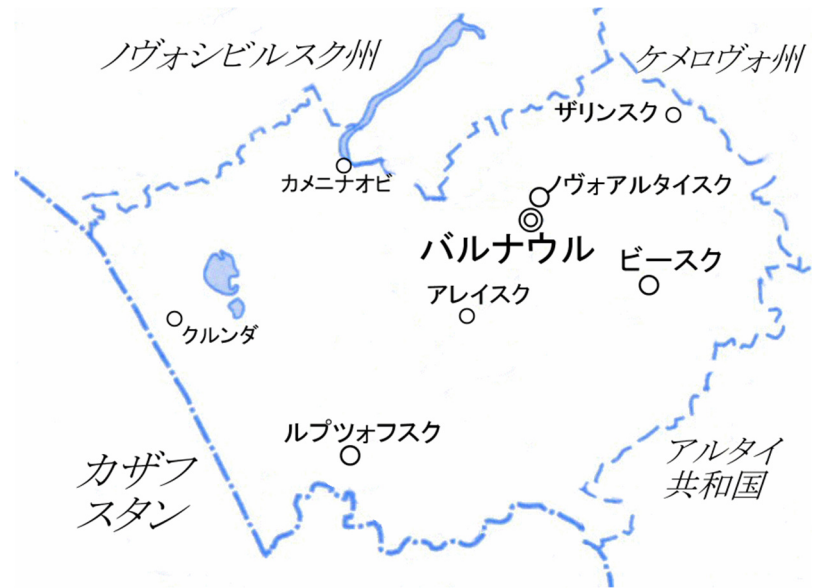 ノヴォシビルスク州
ケメロヴォ州
ザリンスク
カメニナオビ
ノヴォアルタイスク
バルナウル
ビースク
アレイスク
クルンダ
ルプツォフスク
カザフ
スタン
アルタイ
共和国